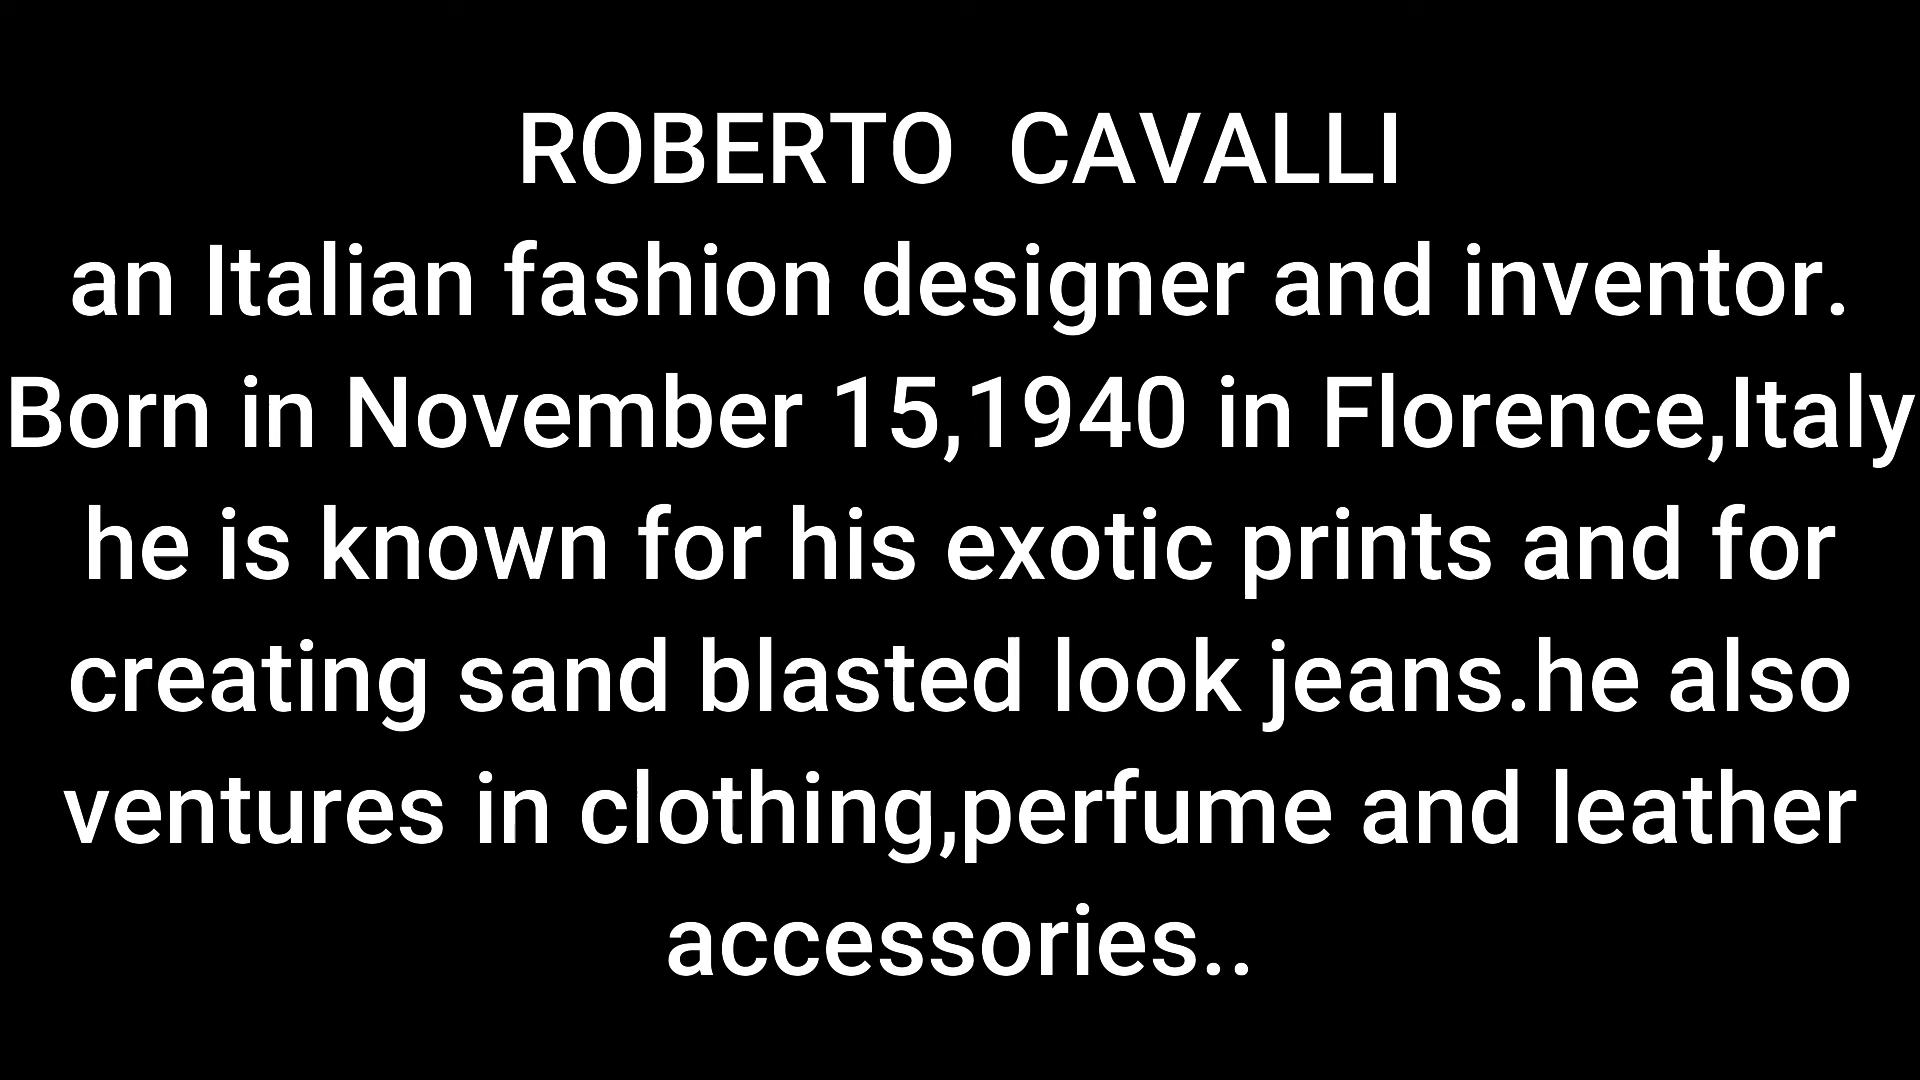 ROBERTO  CAVALLI
an Italian fashion designer and inventor.
Born in November 15,1940 in Florence,Italy
he is known for his exotic prints and for
creating sand blasted look jeans.he also
ventures in clothing,perfume and leather
accessories..